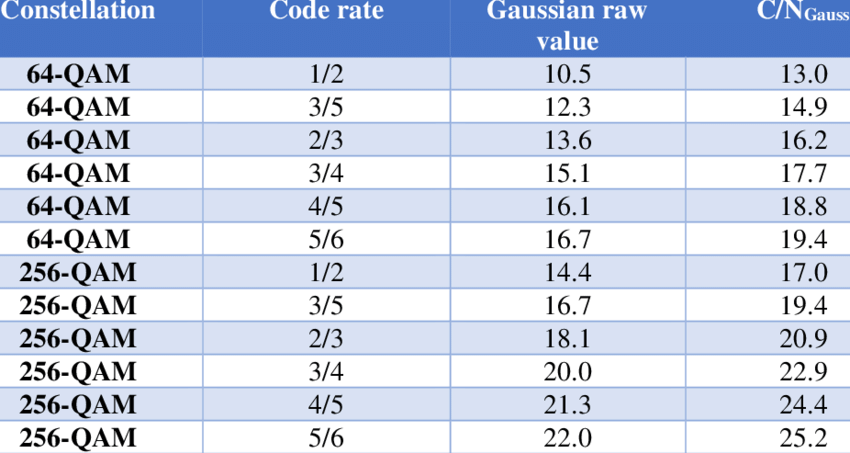 Constellation Code rate Gaussian raw value C/NGauss
64-QAM 1/2 10.5 13.0
64-QAM 3/5 12.3 14.9
64-QAM 2/3 13.6 16.2
64-QAM 3/4 15.1 17.7
64-QAM 4/5 16.1 18.8
64-QAM 5/6 16.7 19.4
256-QAM 1/2 14.4 17.0
256-QAM 3/5 16.7 19.4
256-QAM 2/3 18.1 20.9
256-QAM 3/4 20.0 22.9
256-QAM 4/5 21.3 24.4
256-QAM 5/6 22.0 25.2